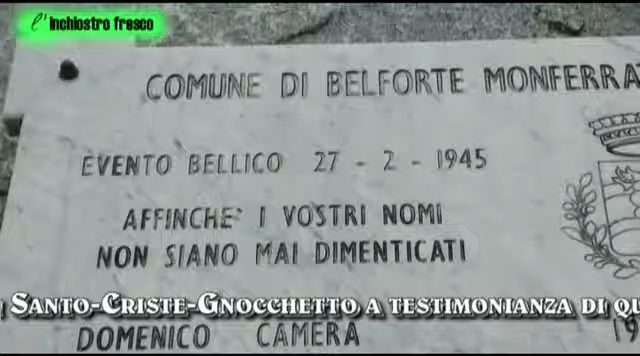 l'inchiostro fresco
COMUNE DI BELFORTE MONFERRA
EVENTO BELLICO 27 - 2 - 1945
AFFINCHE' I VOSTRI NOMI
NON SIANO MAI DIMENTICATI
SANTO-CRISTE-GNOCCHETTO A TESTIMONIANZA DI QU
DOMENICO CAMERA 19